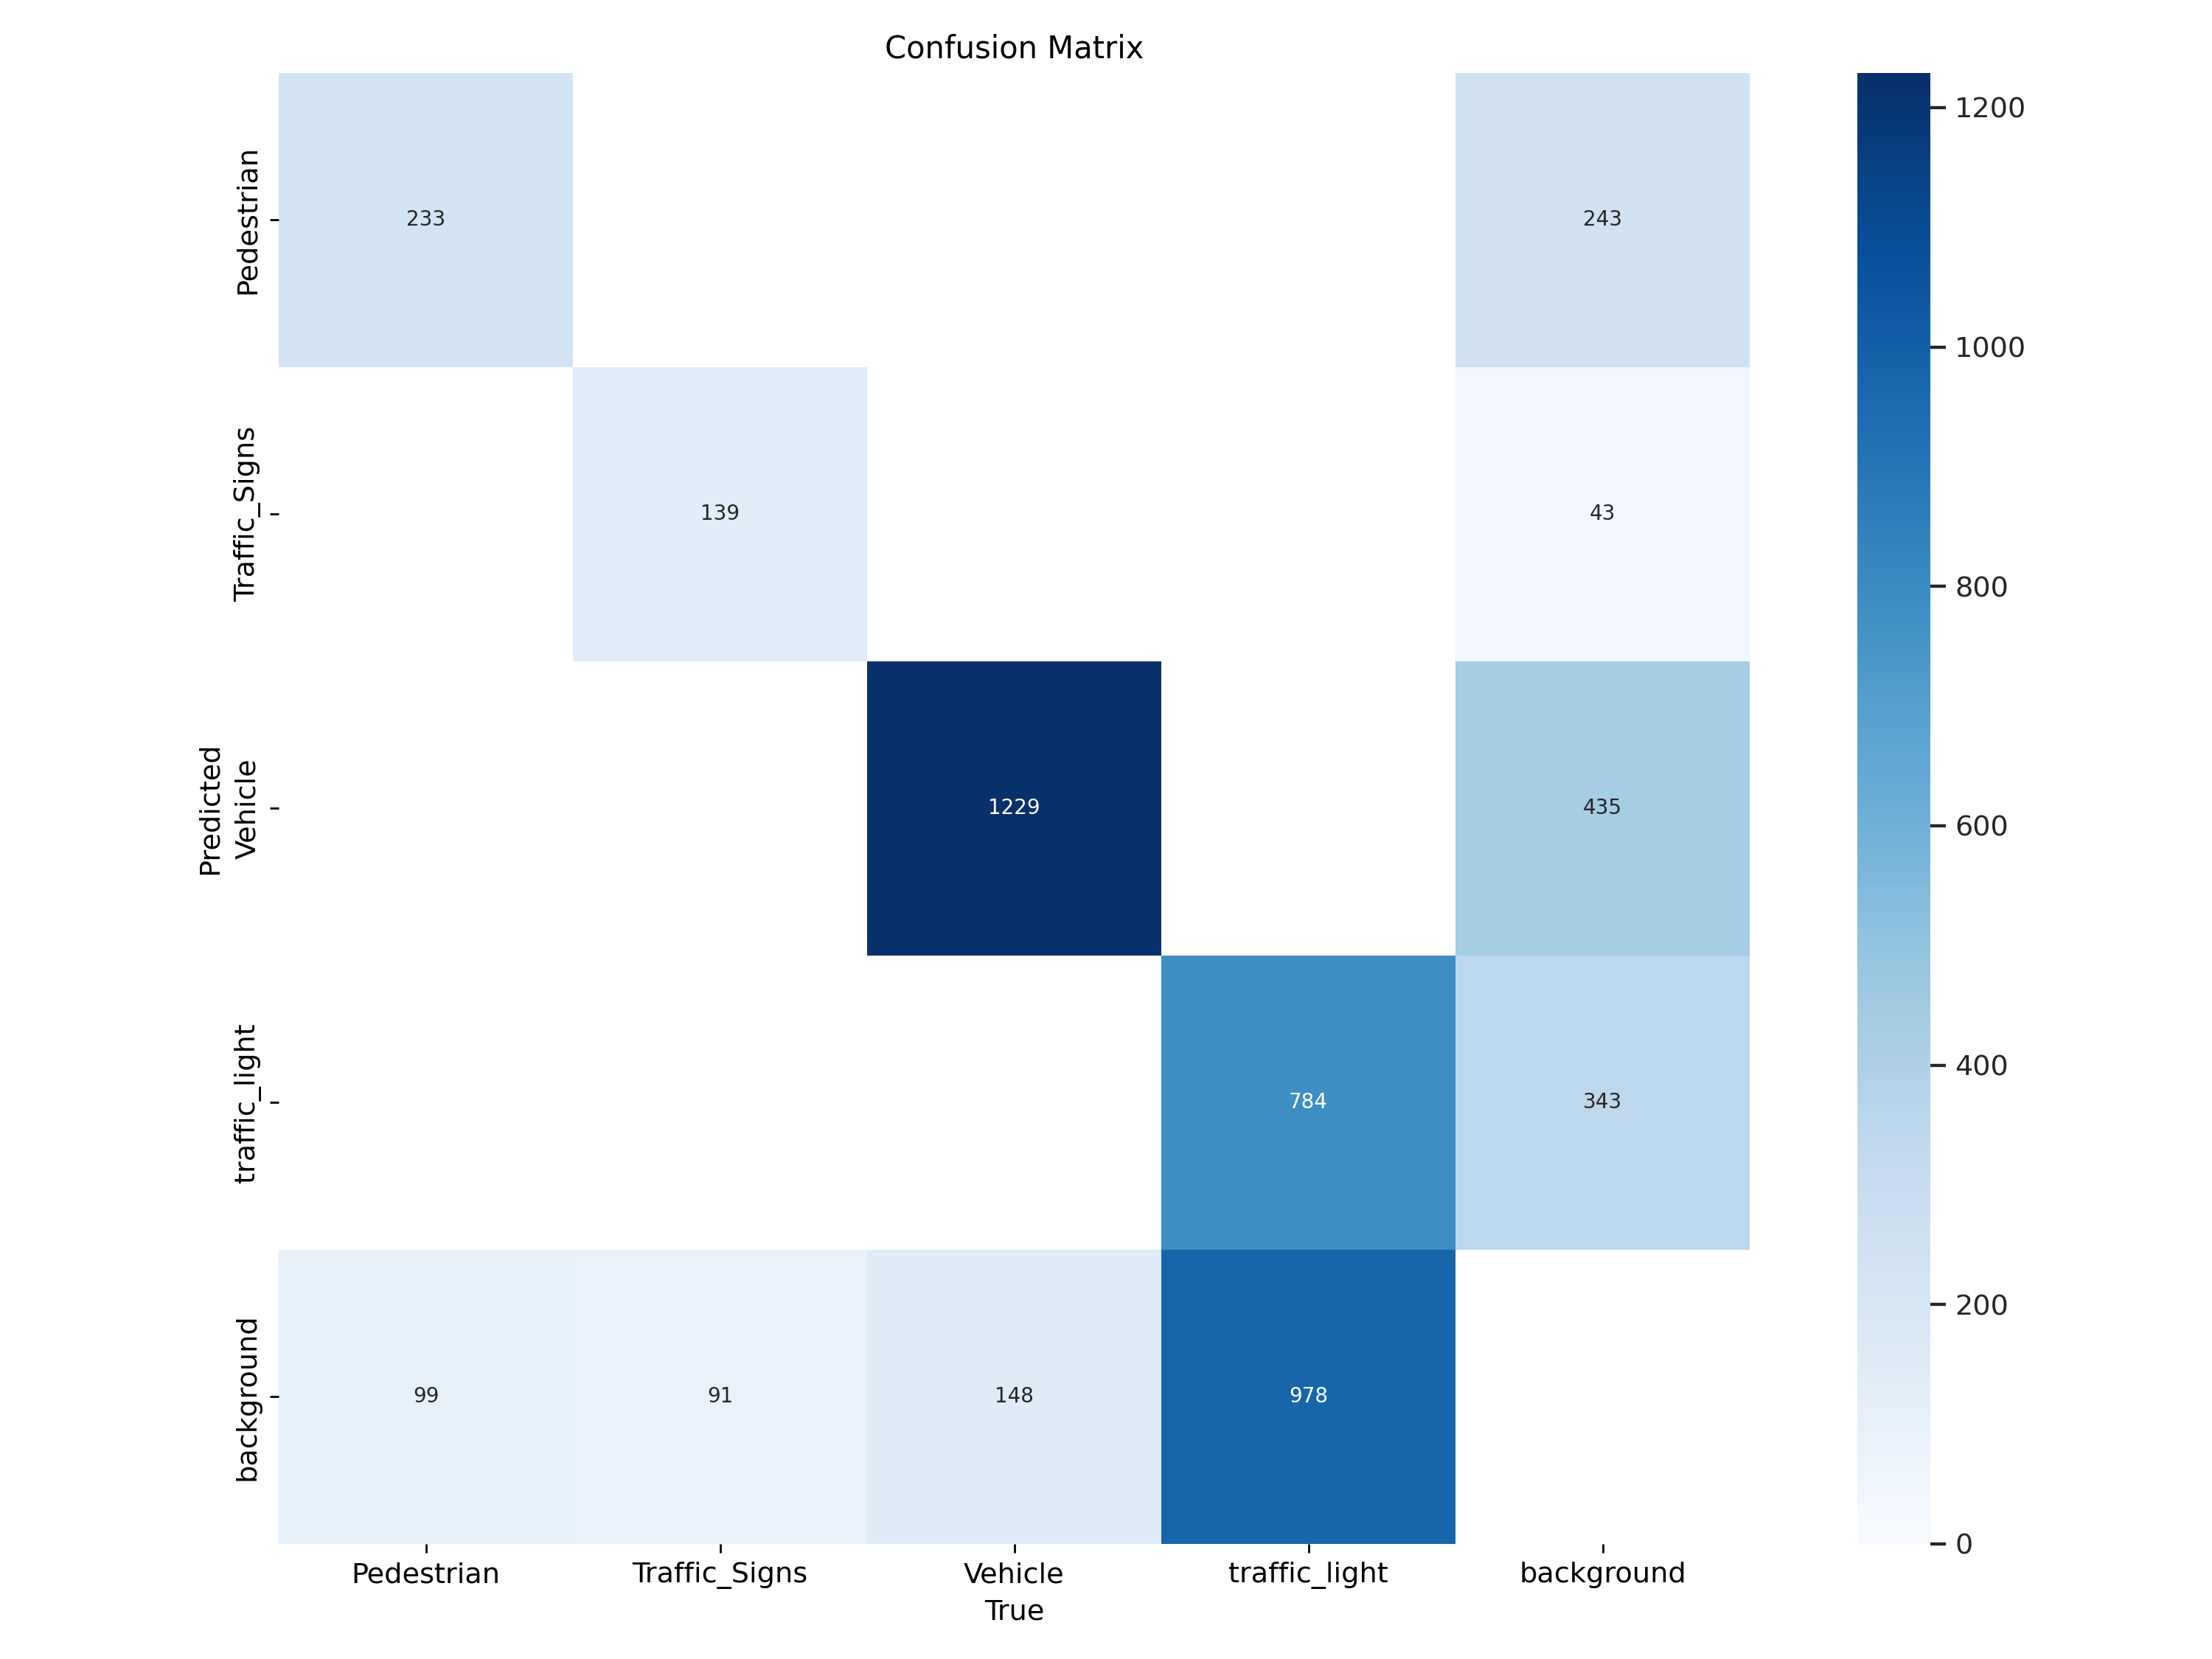 Confusion Matrix
Pedestrian
233
243
Traffic_Signs
139
43
Predicted
Vehicle
1229
435
traffic_light
784
343
background
99
91
148
978
Pedestrian
Traffic_Signs
Vehicle
traffic_light
background
True
1200
1000
800
600
400
200
0